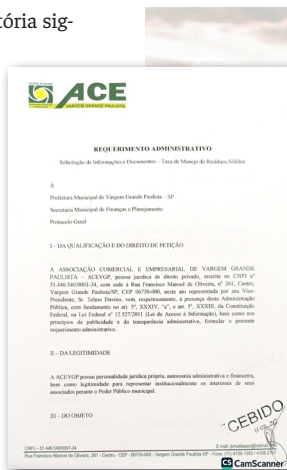 tória sig-
ACE
VARGEM GRANDE PAULISTA
REQUERIMENTO ADMINISTRATIVO
Solicitação de Informações e Documentos – Taxa de Manejo de Resíduos Sólidos
À
Prefeitura Municipal de Vargem Grande Paulista – SP
Secretaria Municipal de Finanças e Planejamento
Protocolo Geral
I – DA QUALIFICAÇÃO E DO DIREITO DE PETIÇÃO
A ASSOCIAÇÃO COMERCIAL E EMPRESARIAL DE VARGEM GRANDE
PAULISTA – ACEVGP, pessoa jurídica de direito privado, inscrita no CNPJ nº
51.446.540/0001-34, com sede à Rua Francisco Manoel de Oliveira, nº 261, Centro,
Vargem Grande Paulista/SP, CEP 06730-000, neste ato representada por seu Vice-
Presidente, Sr. Telmo Davino, vem, respeitosamente, à presença desta Administração
Pública, com fundamento no art. 5º, XXXIV, “a”, e art. 5º, XXXIII, da Constituição
Federal, na Lei Federal nº 12.527/2011 (Lei de Acesso à Informação), bem como nos
princípios da publicidade e da transparência administrativa, formular o presente
requerimento administrativo.
II – DA LEGITIMIDADE
A ACEVGP possui personalidade jurídica própria, autonomia administrativa e financeira,
bem como legitimidade para representar institucionalmente os interesses de seus
associados perante o Poder Público municipal.
III – DO OBJETO
CEBIDO
CNPJ – 51.446.540/0001-34
Rua Francisco Manoel de Oliveira, 261 - Centro - CEP - 06730-000 - Vargem Grande Paulista-SP
CS CamScanner